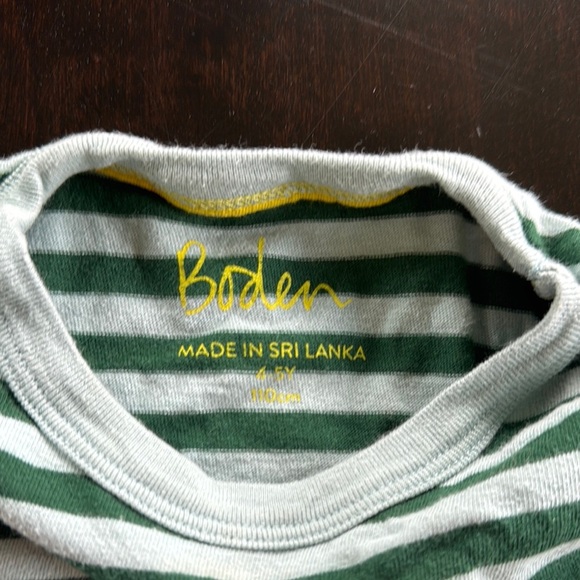 Boden
MADE IN SRI LANKA
4-5Y
110cm